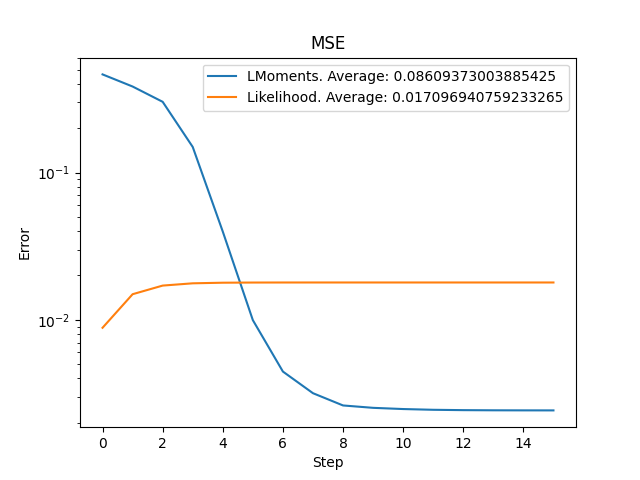 MSE
LMoments. Average: 0.08609373003885425
Likelihood. Average: 0.017096940759233265
10⁻¹
10⁻²
Error
0 2 4 6 8 10 12 14
Step